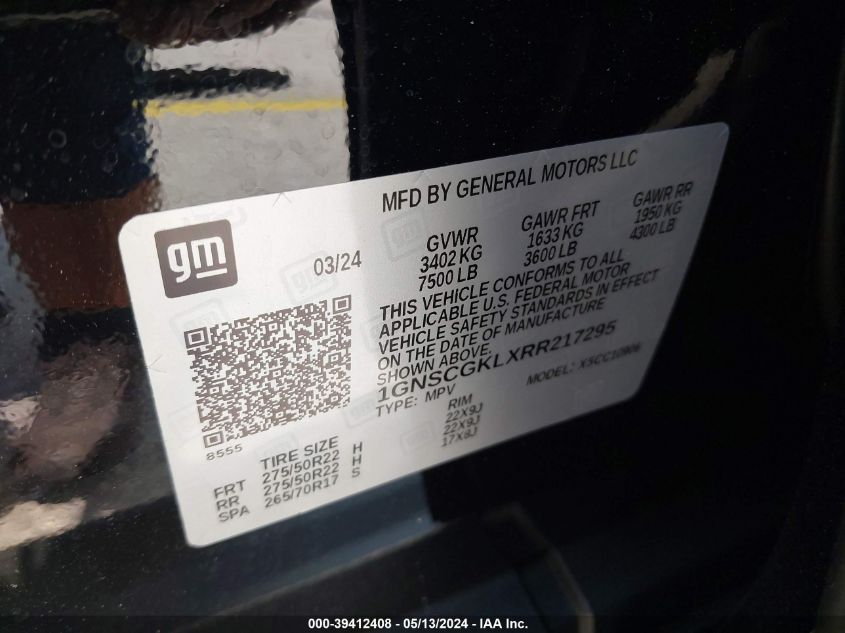 MFD BY GENERAL MOTORS LLC
gm
03/24
GVWR GAWR FRT GAWR RR
3402 KG 1633 KG 1950 KG
7500 LB 3600 LB 4300 LB
THIS VEHICLE CONFORMS TO ALL
APPLICABLE U.S. FEDERAL MOTOR
VEHICLE SAFETY STANDARDS IN EFFECT
ON THE DATE OF MANUFACTURE
SHOWN ABOVE.
1GNSCGKLXRR217295
TYPE: MPV MODEL: X5CC10906
8555
TIRE SIZE RIM
FRT 275/50R22 H 22X9J
RR 275/50R22 H 22X9J
SPA 265/70R17 S 17X8J
000-39412408 - 05/13/2024 - IAA Inc.